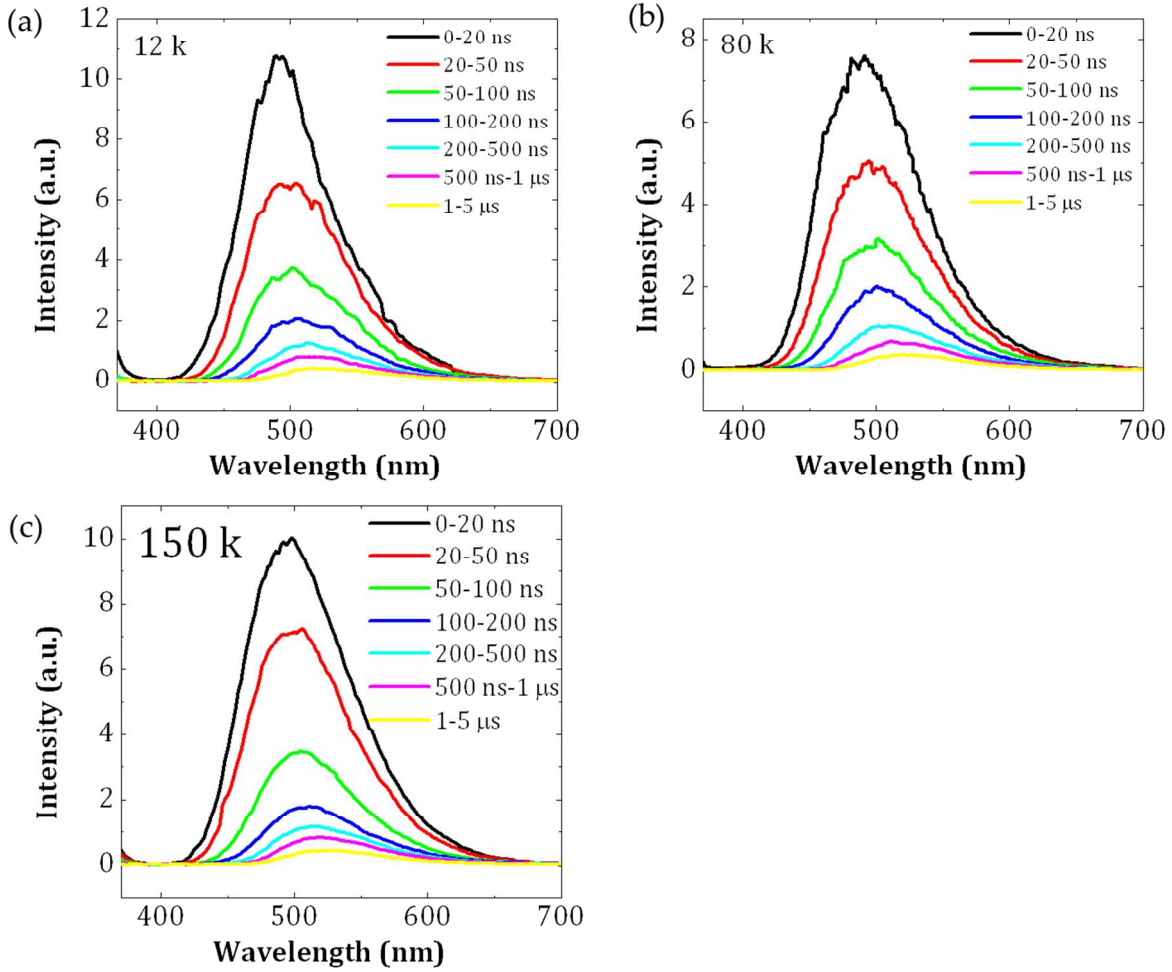 (a)
12 k
0-20 ns
20-50 ns
50-100 ns
100-200 ns
200-500 ns
500 ns-1 µs
1-5 µs
12
10
8
6
4
2
0
Intensity (a.u.)
400 500 600 700
Wavelength (nm)
(b)
80 k
0-20 ns
20-50 ns
50-100 ns
100-200 ns
200-500 ns
500 ns-1 µs
1-5 µs
8
6
4
2
0
Intensity (a.u.)
400 500 600 700
Wavelength (nm)
(c)
150 k
0-20 ns
20-50 ns
50-100 ns
100-200 ns
200-500 ns
500 ns-1 µs
1-5 µs
10
8
6
4
2
0
Intensity (a.u.)
400 500 600 700
Wavelength (nm)